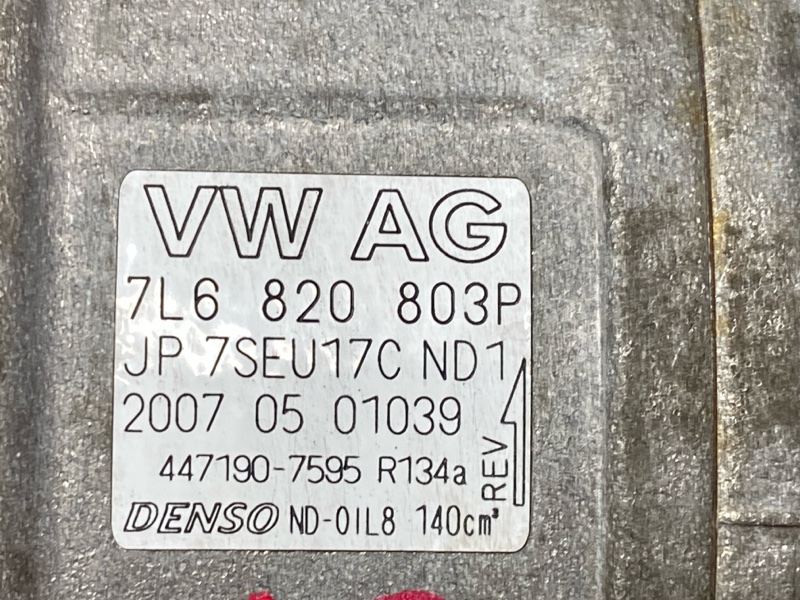 VW AG
7L6 820 803P
JP 7SEU17C ND1
2007 05 01039
447190-7595 R134a
REV
DENSO ND-OIL8 140cm³